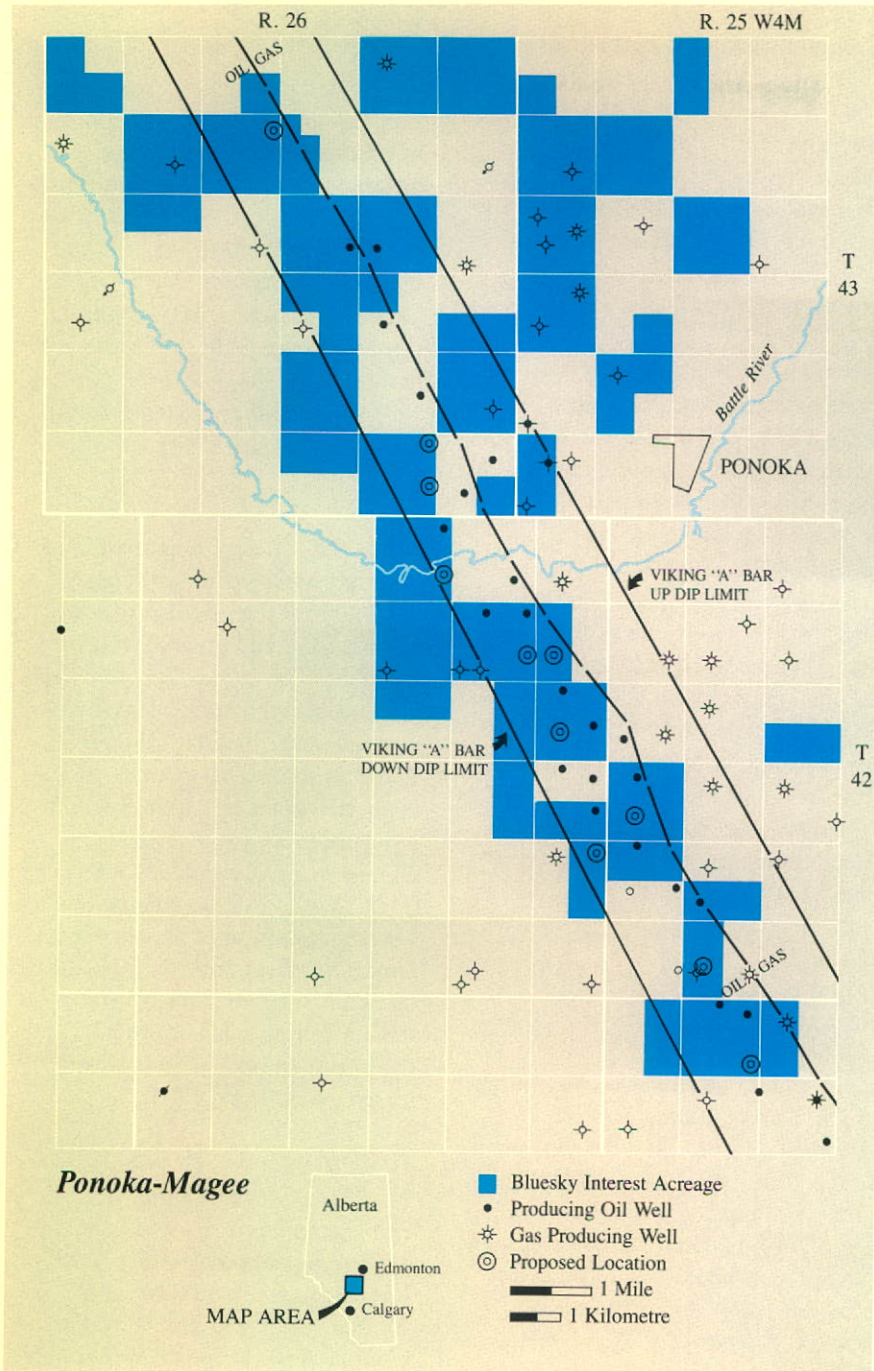 R. 26
R. 25 W4M
OIL GAS
T
43
Battle River
PONOKA
VIKING “A” BAR
UP DIP LIMIT
VIKING “A” BAR
DOWN DIP LIMIT
T
42
OIL GAS
Ponoka-Magee
Alberta
Edmonton
Calgary
MAP AREA
Bluesky Interest Acreage
Producing Oil Well
Gas Producing Well
Proposed Location
1 Mile
1 Kilometre